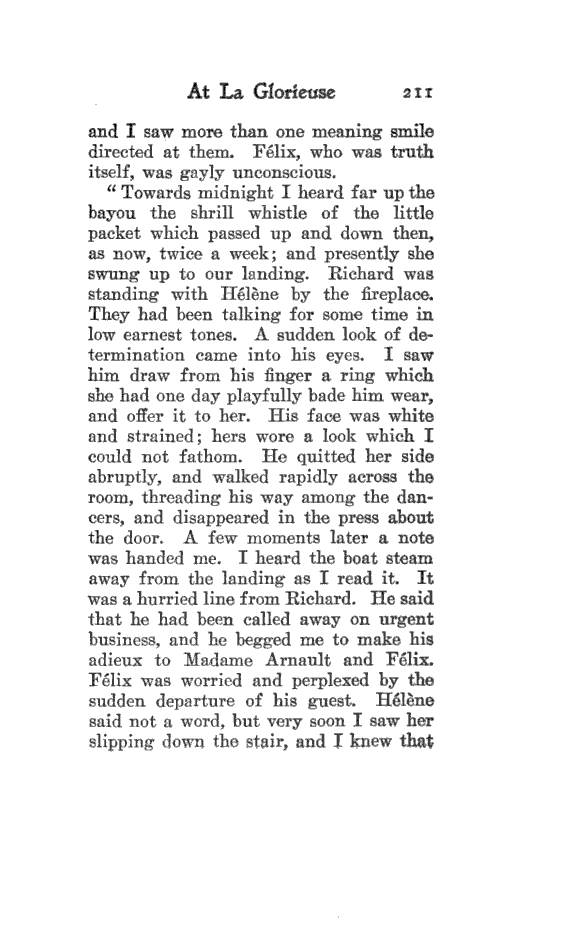 At La Glorieuse 211
and I saw more than one meaning smile
directed at them. Félix, who was truth
itself, was gayly unconscious.
“Towards midnight I heard far up the
bayou the shrill whistle of the little
packet which passed up and down then,
as now, twice a week; and presently she
swung up to our landing. Richard was
standing with Hélène by the fireplace.
They had been talking for some time in
low earnest tones. A sudden look of de-
termination came into his eyes. I saw
him draw from his finger a ring which
she had one day playfully bade him wear,
and offer it to her. His face was white
and strained; hers wore a look which I
could not fathom. He quitted her side
abruptly, and walked rapidly across the
room, threading his way among the dan-
cers, and disappeared in the press about
the door. A few moments later a note
was handed me. I heard the boat steam
away from the landing as I read it. It
was a hurried line from Richard. He said
that he had been called away on urgent
business, and he begged me to make his
adieux to Madame Arnault and Félix.
Félix was worried and perplexed by the
sudden departure of his guest. Hélène
said not a word, but very soon I saw her
slipping down the stair, and I knew that